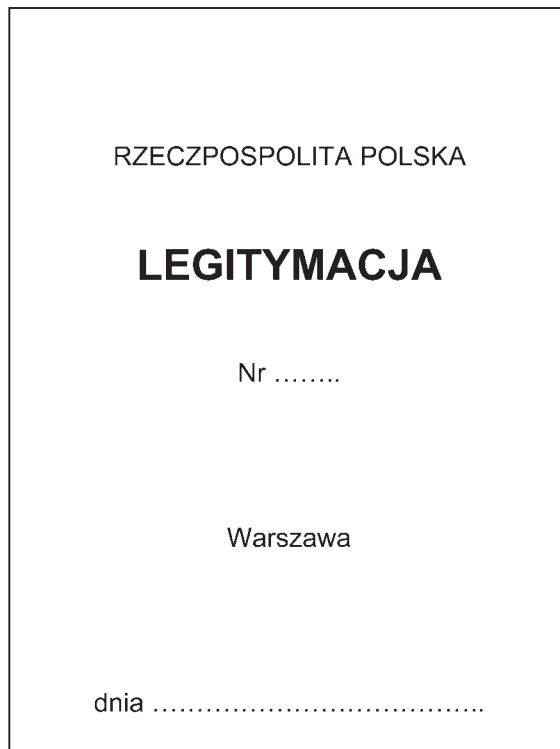 RZECZPOSPOLITA POLSKA
LEGITYMACJA
Nr ……..
Warszawa
dnia ………………………………..